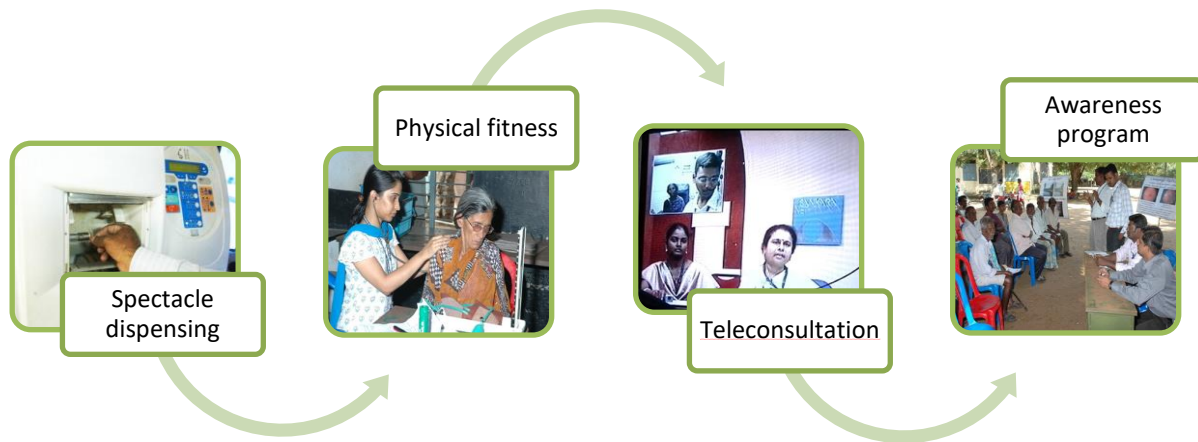 Spectacle
dispensing
Physical fitness
Teleconsultation
Awareness
program